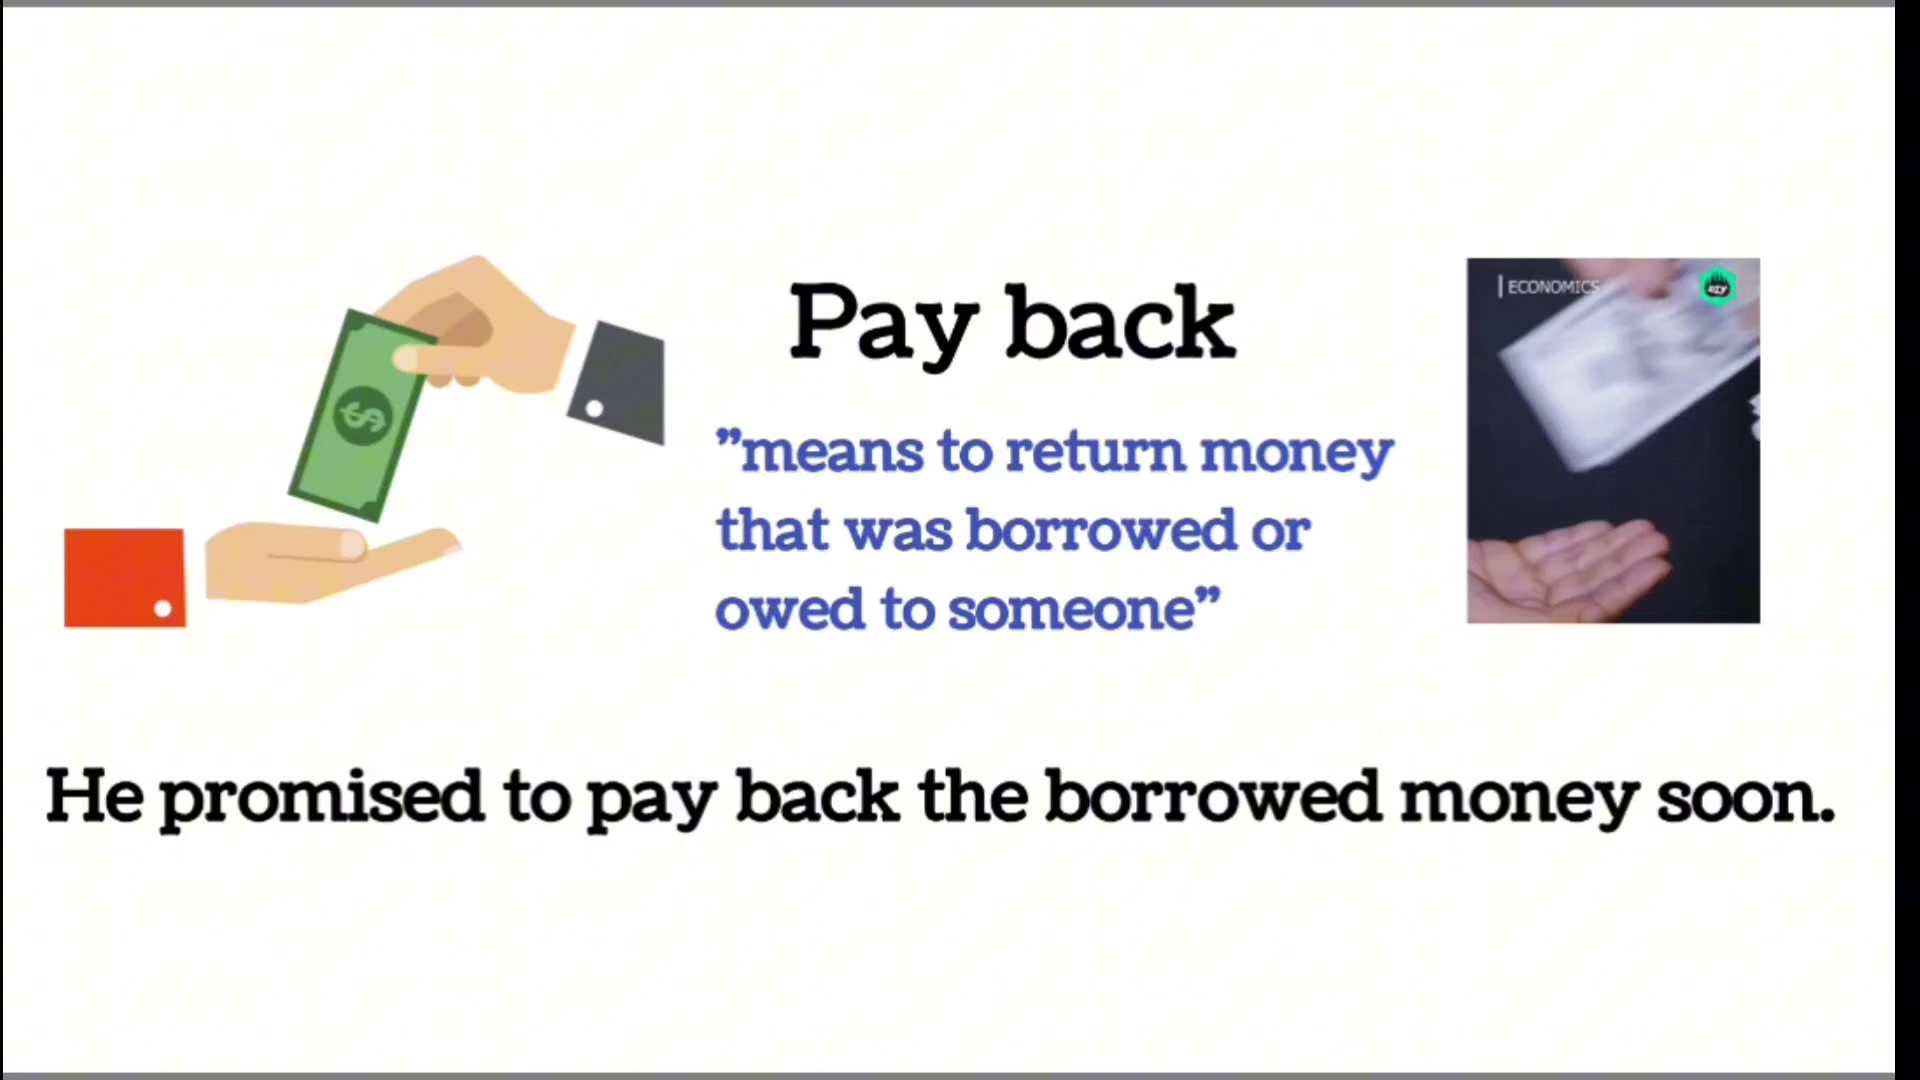 Pay back
”means to return money
that was borrowed or
owed to someone”
ECONOMICS
DIY
He promised to pay back the borrowed money soon.